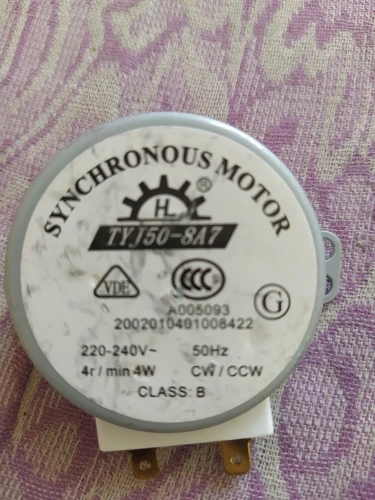 SYNCHRONOUS MOTOR
HL ®
TYJ50-8A7
VDE CCC G
A005093
2002010401008422
220-240V~ 50Hz
4r/min 4W CW/CCW
CLASS: B